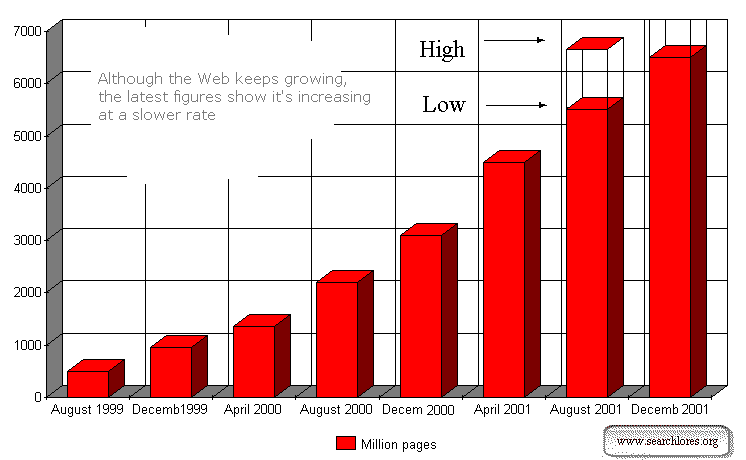 7000
6000
5000
4000
3000
2000
1000
0
Although the Web keeps growing,
the latest figures show it's increasing
at a slower rate
High
Low
August 1999 Decemb1999 April 2000 August 2000 Decem 2000 April 2001 August 2001 Decemb 2001
Million pages
www.searchlores.org